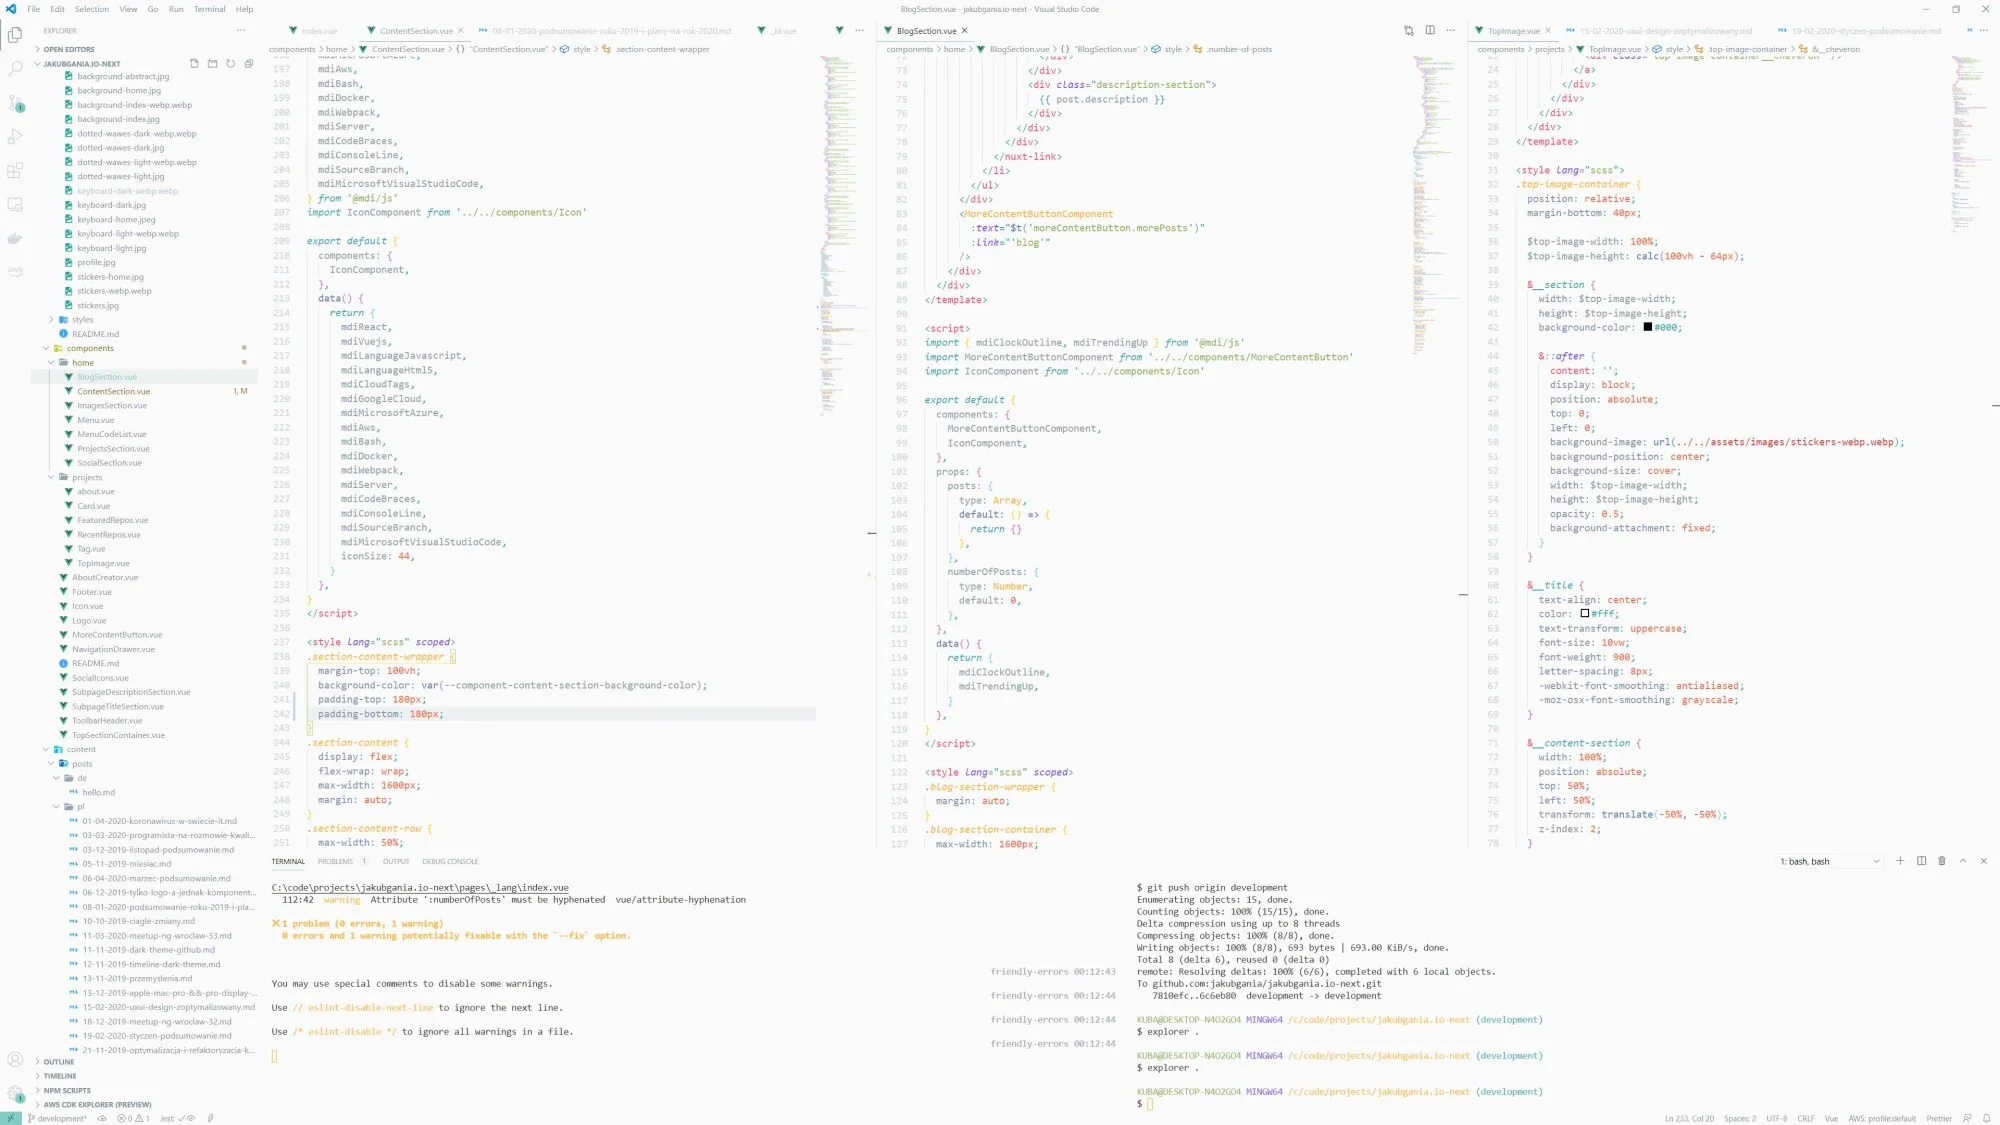 File Edit Selection View Go Run Terminal Help
BlogSection.vue - jakubgania.io-next - Visual Studio Code
EXPLORER
OPEN EDITORS
JAKUBGANIA.IO-NEXT
background-abstract.jpg
background-home.jpg
background-index-webp.webp
background-index.jpg
dotted-wawes-dark-webp.webp
dotted-wawes-dark.jpg
dotted-wawes-light-webp.webp
dotted-wawes-light.jpg
keyboard-dark-webp.webp
keyboard-dark.jpg
keyboard-home.jpeg
keyboard-light-webp.webp
keyboard-light.jpg
profile.jpg
stickers-home.jpg
stickers-webp.webp
stickers.jpg
styles
README.md
components
home
BlogSection.vue
ContentSection.vue 1, M
ImagesSection.vue
Menu.vue
MenuCodeList.vue
ProjectsSection.vue
SocialSection.vue
projects
about.vue
Card.vue
FeaturedRepos.vue
RecentRepos.vue
Tag.vue
TopImage.vue
AboutCreator.vue
Footer.vue
Icon.vue
Logo.vue
MoreContentButton.vue
NavigationDrawer.vue
README.md
SocialIcons.vue
SubpageDescriptionSection.vue
SubpageTitleSection.vue
ToolbarHeader.vue
TopSectionContainer.vue
content
posts
de
hello.md
pl
01-04-2020-koronawirus-w-swiecie-it.md
03-03-2020-programista-na-rozmowie-kwali...
03-12-2019-listopad-podsumowanie.md
05-11-2019-miesiac.md
06-04-2020-marzec-podsumowanie.md
06-12-2019-tylko-logo-a-jednak-komponent...
08-01-2020-podsumowanie-roku-2019-i-pla...
10-10-2019-ciagle-zmiany.md
11-03-2020-meetup-ng-wroclaw-33.md
11-11-2019-dark-theme-github.md
12-11-2019-timeline-dark-theme.md
13-11-2019-przemyslenia.md
13-12-2019-apple-mac-pro-&&-pro-display-...
15-02-2020-uxui-design-zoptymalizowany.md
18-12-2019-meetup-ng-wroclaw-32.md
19-02-2020-styczen-podsumowanie.md
21-11-2019-optymalizacja-i-refaktoryzacja-k...
OUTLINE
TIMELINE
NPM SCRIPTS
AWS CDK EXPLORER (PREVIEW)
index.vue ContentSection.vue 08-01-2020-podsumowanie-roku-2019-i-plany-na-rok-2020.md _id.vue
components > home > ContentSection.vue > {} "ContentSection.vue" > style > .section-content-wrapper
196 mdiMicrosoftAzure,
197 mdiAws,
198 mdiBash,
199 mdiDocker,
200 mdiWebpack,
201 mdiServer,
202 mdiCodeBraces,
203 mdiConsoleLine,
204 mdiSourceBranch,
205 mdiMicrosoftVisualStudioCode,
206 } from '@mdi/js'
207 import IconComponent from '../../components/Icon'
208
209 export default {
210 components: {
211 IconComponent,
212 },
213 data() {
214 return {
215 mdiReact,
216 mdiVuejs,
217 mdiLanguageJavascript,
218 mdiLanguageHtml5,
219 mdiCloudTags,
220 mdiGoogleCloud,
221 mdiMicrosoftAzure,
222 mdiAws,
223 mdiBash,
224 mdiDocker,
225 mdiWebpack,
226 mdiServer,
227 mdiCodeBraces,
228 mdiConsoleLine,
229 mdiSourceBranch,
230 mdiMicrosoftVisualStudioCode,
231 iconSize: 44,
232 }
233 },
234 }
235 </script>
236
237 <style lang="scss" scoped>
238 .section-content-wrapper {
239 margin-top: 100vh;
240 background-color: var(--component-content-section-background-color);
241 padding-top: 180px;
242 padding-bottom: 180px;
243 }
244 .section-content {
245 display: flex;
246 flex-wrap: wrap;
247 max-width: 1600px;
248 margin: auto;
249 }
250 .section-content-row {
251 max-width: 50%;
BlogSection.vue
components > home > BlogSection.vue > {} "BlogSection.vue" > style > .number-of-posts
72 </div>
73 </div>
74 <div class="description-section">
75 {{ post.description }}
76 </div>
77 </div>
78 </div>
79 </nuxt-link>
80 </li>
81 </ul>
82 </div>
83 <MoreContentButtonComponent
84 :text="$t('moreContentButton.morePosts')"
85 :link="'blog'"
86 />
87 </div>
88 </div>
89 </template>
90
91 <script>
92 import { mdiClockOutline, mdiTrendingUp } from '@mdi/js'
93 import MoreContentButtonComponent from '../../components/MoreContentButton'
94 import IconComponent from '../../components/Icon'
95
96 export default {
97 components: {
98 MoreContentButtonComponent,
99 IconComponent,
100 },
101 props: {
102 posts: {
103 type: Array,
104 default: () => {
105 return {}
106 },
107 },
108 numberOfPosts: {
109 type: Number,
110 default: 0,
111 },
112 },
113 data() {
114 return {
115 mdiClockOutline,
116 mdiTrendingUp,
117 }
118 },
119 }
120 </script>
121
122 <style lang="scss" scoped>
123 .blog-section-wrapper {
124 margin: auto;
125 }
126 .blog-section-container {
127 max-width: 1600px;
TopImage.vue 15-02-2020-uxui-design-zoptymalizowany.md 19-02-2020-styczen-podsumowanie.md
components > projects > TopImage.vue > {} "TopImage.vue" > style > .top-image-container > &__cheveron
23 <div class="top-image-container__cheveron" />
24 </a>
25 </div>
26 </div>
27 </div>
28 </div>
29 </template>
30
31 <style lang="scss">
32 .top-image-container {
33 position: relative;
34 margin-bottom: 40px;
35
36 $top-image-width: 100%;
37 $top-image-height: calc(100vh - 64px);
38
39 &__section {
40 width: $top-image-width;
41 height: $top-image-height;
42 background-color: #000;
43
44 &::after {
45 content: '';
46 display: block;
47 position: absolute;
48 top: 0;
49 left: 0;
50 background-image: url(../../assets/images/stickers-webp.webp);
51 background-position: center;
52 background-size: cover;
53 width: $top-image-width;
54 height: $top-image-height;
55 opacity: 0.5;
56 background-attachment: fixed;
57 }
58 }
59
60 &__title {
61 text-align: center;
62 color: #fff;
63 text-transform: uppercase;
64 font-size: 10vw;
65 font-weight: 900;
66 letter-spacing: 8px;
67 -webkit-font-smoothing: antialiased;
68 -moz-osx-font-smoothing: grayscale;
69 }
70
71 &__content-section {
72 width: 100%;
73 position: absolute;
74 top: 50%;
75 left: 50%;
76 transform: translate(-50%, -50%);
77 z-index: 2;
78 }
TERMINAL PROBLEMS 1 OUTPUT DEBUG CONSOLE
1: bash, bash
C:\code\projects\jakubgania.io-next\pages\_lang\index.vue
112:42 warning Attribute ':numberOfPosts' must be hyphenated vue/attribute-hyphenation
✕ 1 problem (0 errors, 1 warning)
0 errors and 1 warning potentially fixable with the `--fix` option.
friendly-errors 00:12:43
You may use special comments to disable some warnings.
friendly-errors 00:12:44
Use // eslint-disable-next-line to ignore the next line.
friendly-errors 00:12:44
Use /* eslint-disable */ to ignore all warnings in a file.
friendly-errors 00:12:44
$ git push origin development
Enumerating objects: 15, done.
Counting objects: 100% (15/15), done.
Delta compression using up to 8 threads
Compressing objects: 100% (8/8), done.
Writing objects: 100% (8/8), 693 bytes | 693.00 KiB/s, done.
Total 8 (delta 6), reused 0 (delta 0)
remote: Resolving deltas: 100% (6/6), completed with 6 local objects.
To github.com:jakubgania/jakubgania.io-next.git
7810efc..6c6eb80 development -> development
KUBA@DESKTOP-N4O2GO4 MINGW64 /c/code/projects/jakubgania.io-next (development)
$ explorer .
KUBA@DESKTOP-N4O2GO4 MINGW64 /c/code/projects/jakubgania.io-next (development)
$ explorer .
KUBA@DESKTOP-N4O2GO4 MINGW64 /c/code/projects/jakubgania.io-next (development)
$
development* 0 1 Jest: Ln 233, Col 20 Spaces: 2 UTF-8 CRLF Vue AWS: profile:default Prettier